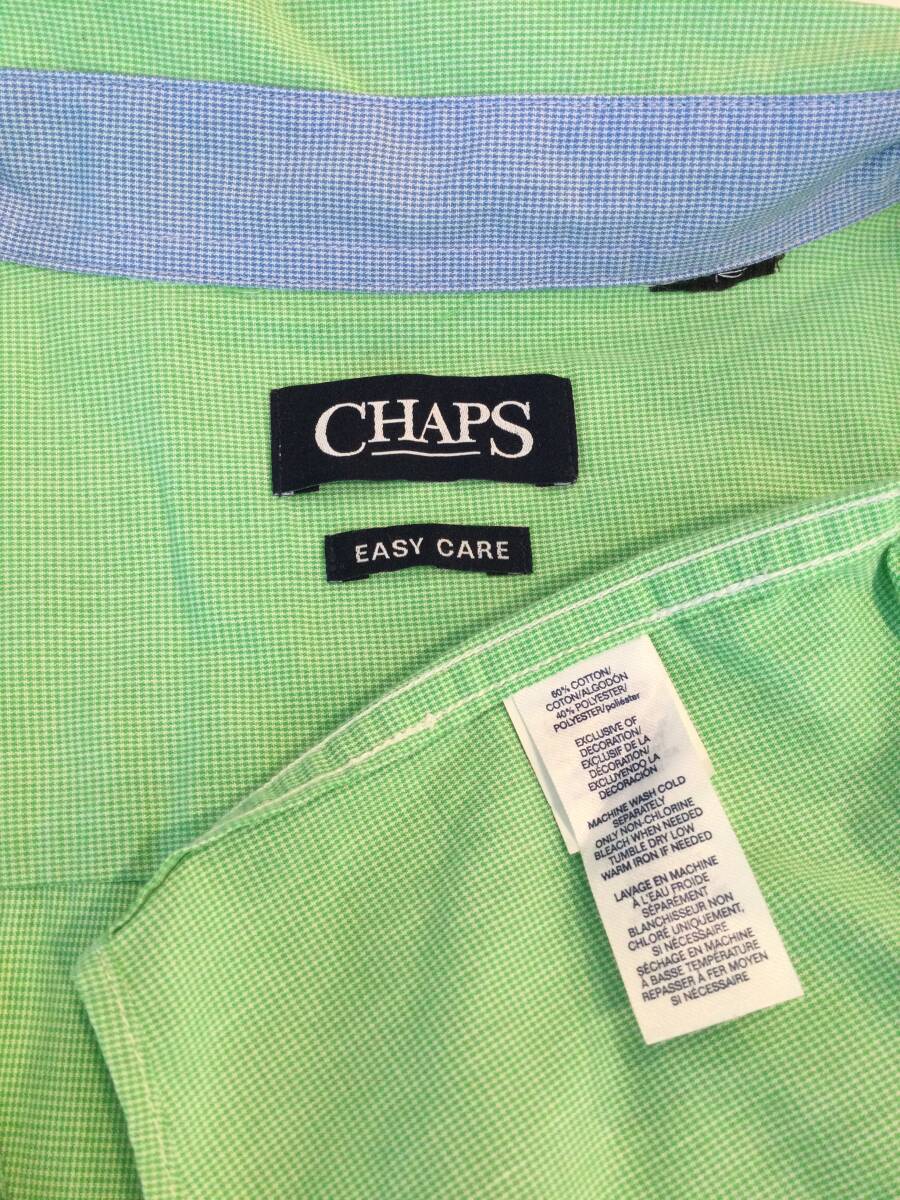 CHAPS
EASY CARE
60% COTTON/
COTON/ALGODÓN
40% POLYESTER/
POLYESTER/poliéster
EXCLUSIVE OF
DECORATION/
EXCLUSIF DE LA
DÉCORATION/
EXCLUYENDO LA
DECORACIÓN
MACHINE WASH COLD
SEPARATELY
ONLY NON-CHLORINE
BLEACH WHEN NEEDED
TUMBLE DRY LOW
WARM IRON IF NEEDED
LAVAGE EN MACHINE
À L'EAU FROIDE
SÉPARÉMENT
BLANCHISSEUR NON
CHLORÉ UNIQUEMENT,
SI NÉCESSAIRE
SÉCHAGE EN MACHINE
À BASSE TEMPÉRATURE
REPASSER À FER MOYEN
SI NÉCESSAIRE